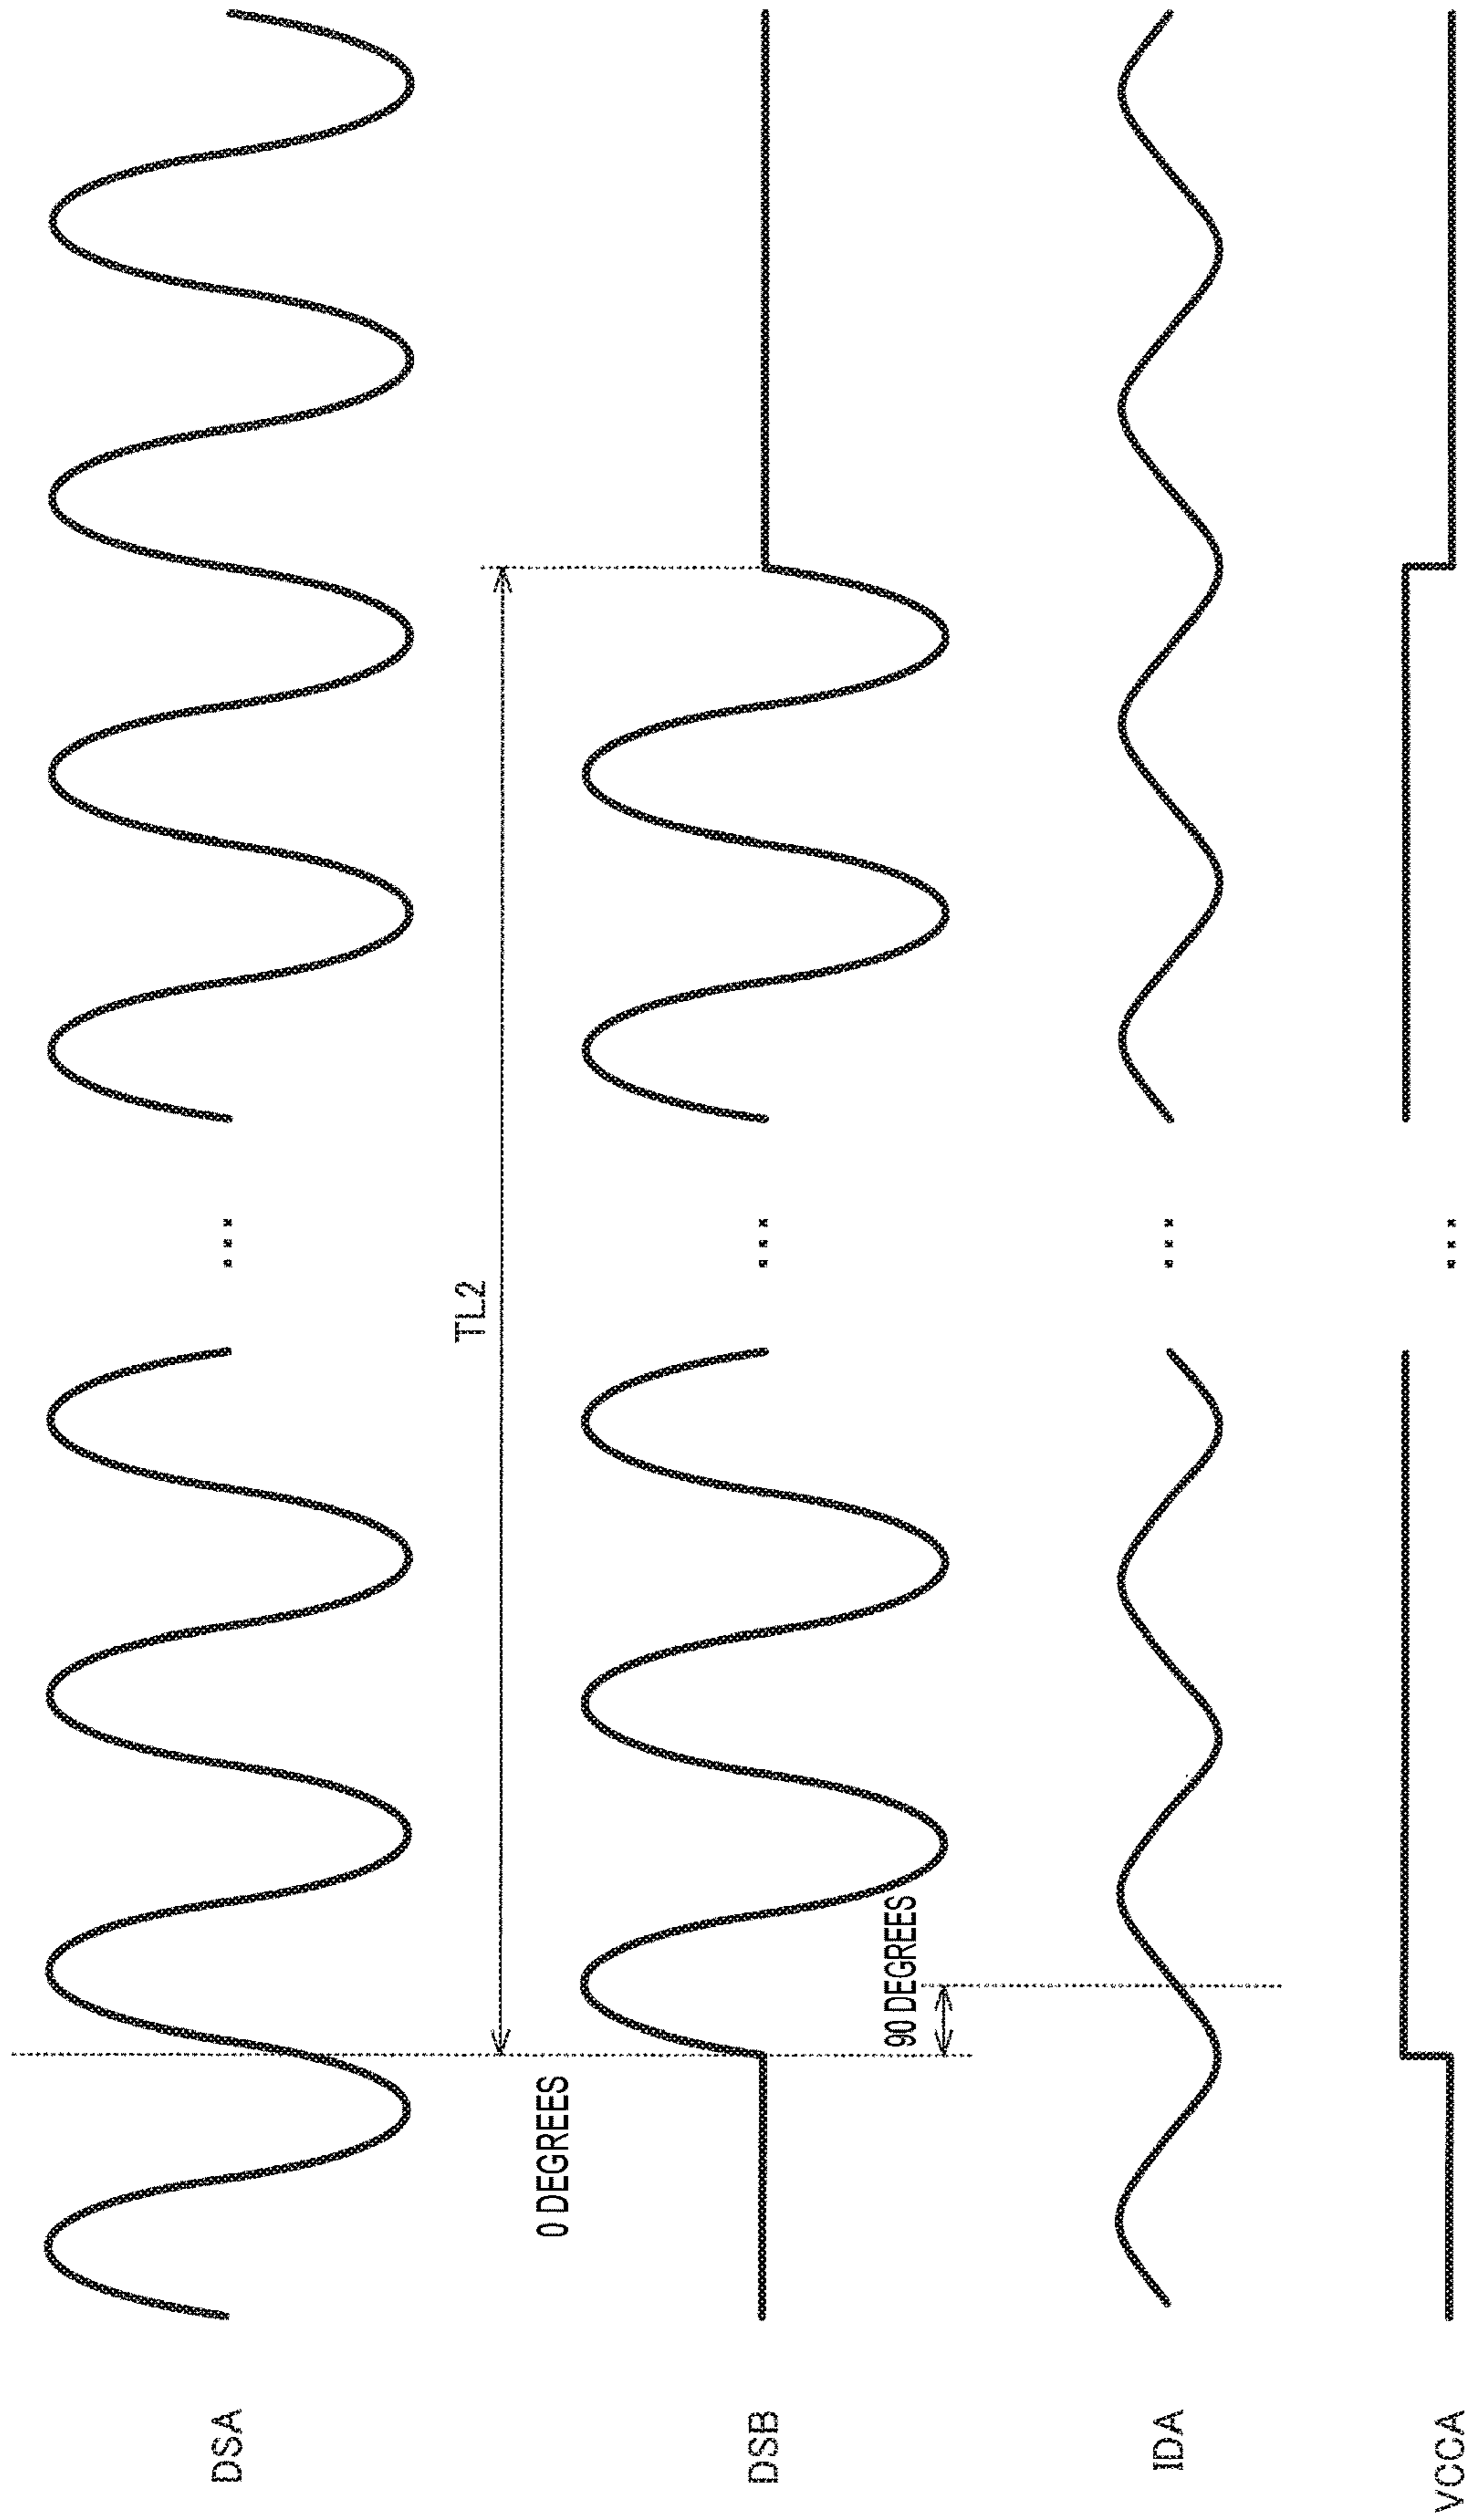 DSA
TL2
0 DEGREES
DSB
90 DEGREES
IDA
VCCA